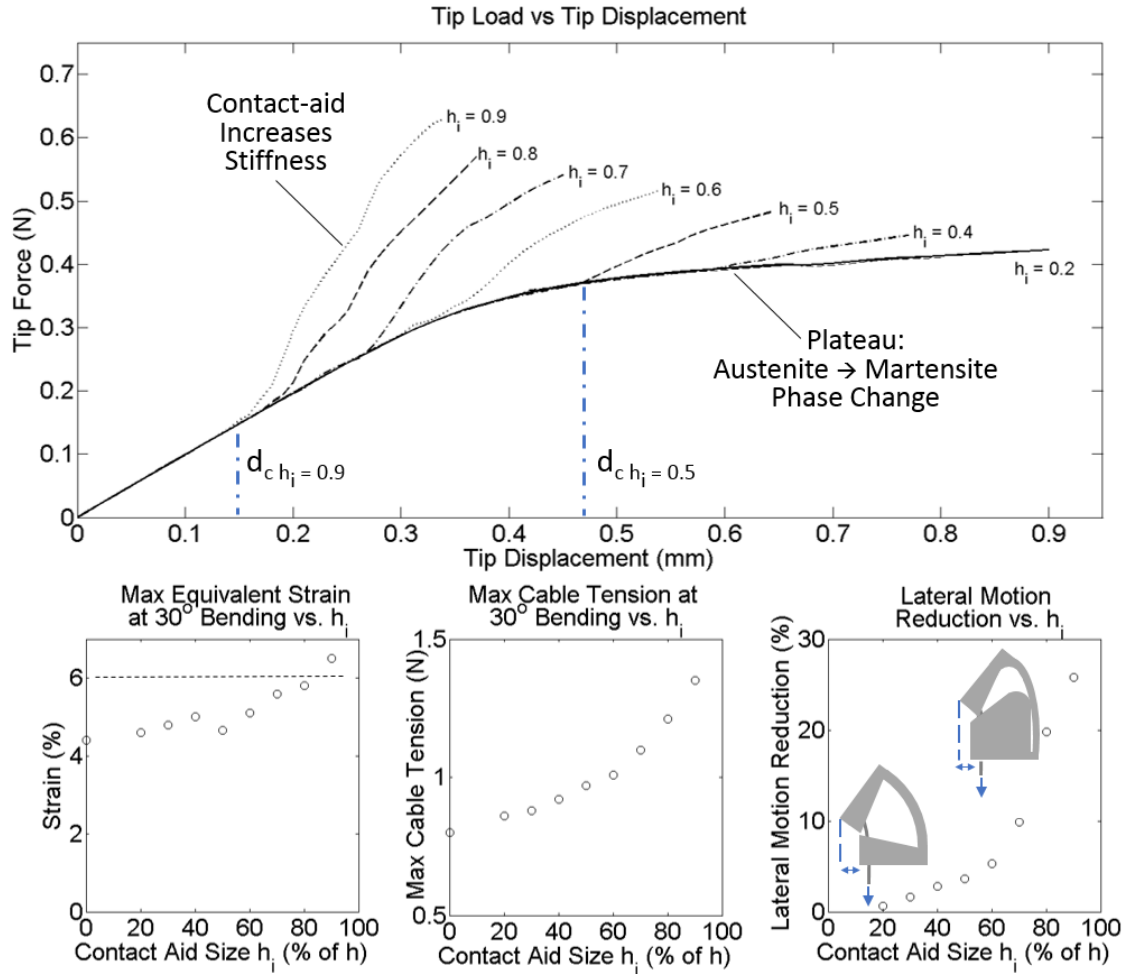 Tip Load vs Tip Displacement
Tip Force (N)
0.7
0.6
0.5
0.4
0.3
0.2
0.1
0
Contact-aid
Increases
Stiffness
h_i = 0.9
h_i = 0.8
h_i = 0.7
h_i = 0.6
h_i = 0.5
h_i = 0.4
h_i = 0.2
Plateau:
Austenite → Martensite
Phase Change
d_c h_i = 0.9
d_c h_i = 0.5
0 0.1 0.2 0.3 0.4 0.5 0.6 0.7 0.8 0.9
Tip Displacement (mm)
Max Equivalent Strain
at 30° Bending vs. h_i
Strain (%)
6
4
2
0
0 20 40 60 80 100
Contact Aid Size h_i (% of h)
Max Cable Tension at
30° Bending vs. h_i
Max Cable Tension (N)
1.5
1
0.5
0 20 40 60 80 100
Contact Aid Size h_i (% of h)
Lateral Motion
Reduction vs. h_i
Lateral Motion Reduction (%)
30
20
10
0
0 20 40 60 80 100
Contact Aid Size h_i (% of h)